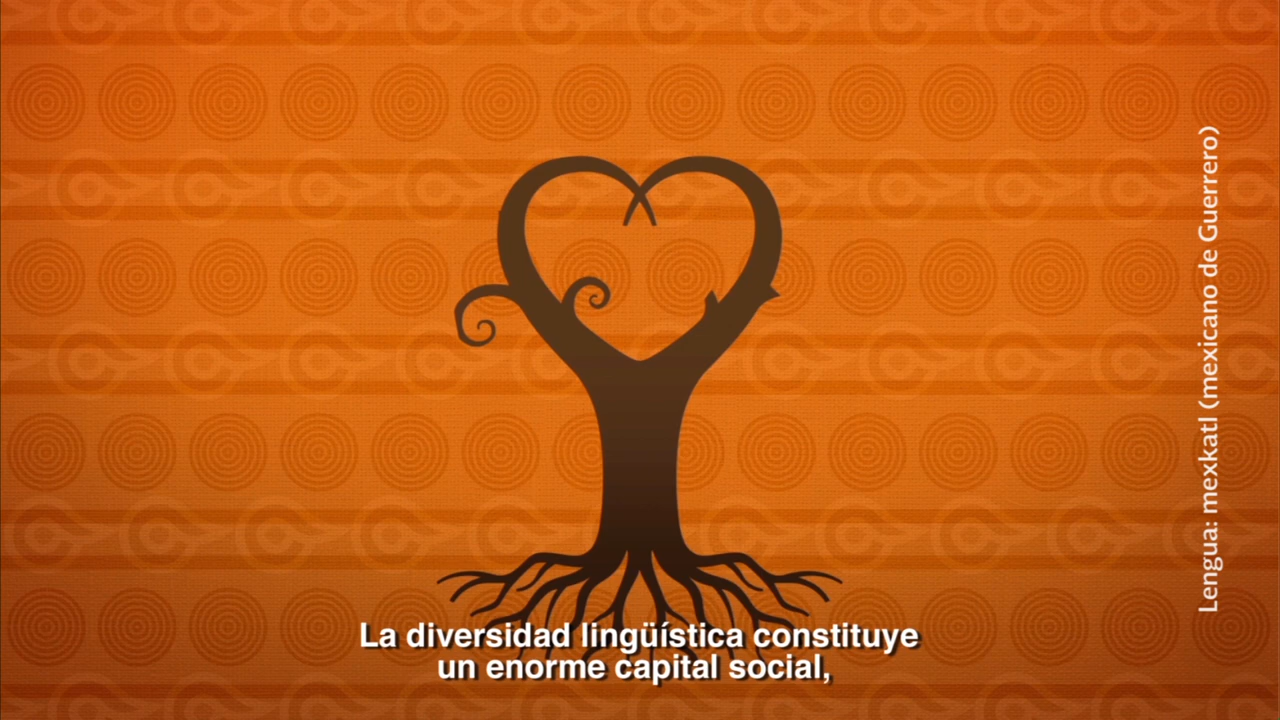 La diversidad lingüística constituye
un enorme capital social,
Lengua: mexkatl (mexicano de Guerrero)